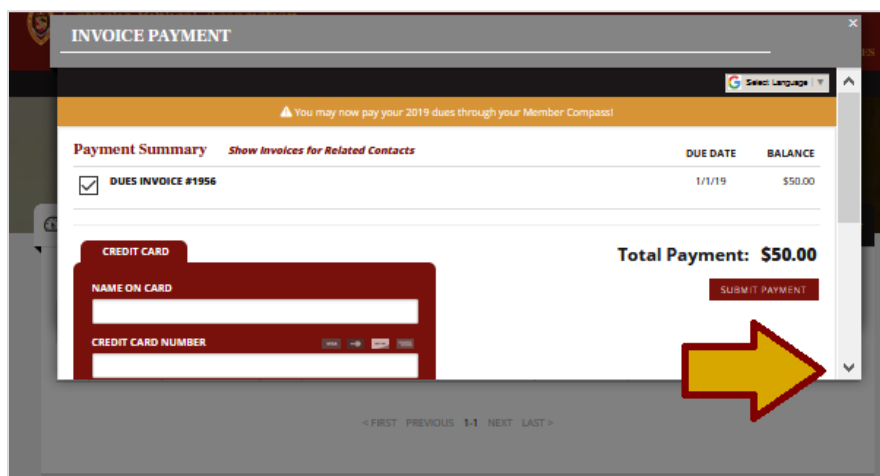 INVOICE PAYMENT
×
ES
Select Language ▼
You may now pay your 2019 dues through your Member Compass!
Payment Summary Show Invoices for Related Contacts DUE DATE BALANCE
DUES INVOICE #1956 1/1/19 $50.00
CREDIT CARD
Total Payment: $50.00
NAME ON CARD
SUBMIT PAYMENT
CREDIT CARD NUMBER VISA
< FIRST PREVIOUS 1-1 NEXT LAST >